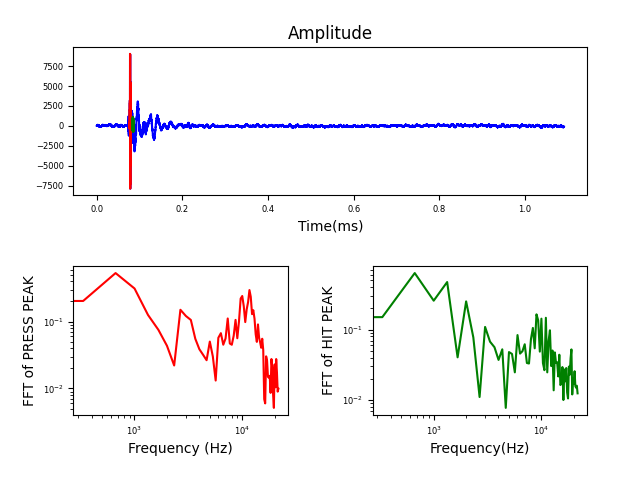 Amplitude
7500
5000
2500
0
−2500
−5000
−7500
0.0 0.2 0.4 0.6 0.8 1.0
Time(ms)
FFT of PRESS PEAK
10⁻¹
10⁻²
10³ 10⁴
Frequency (Hz)
FFT of HIT PEAK
10⁻¹
10⁻²
10³ 10⁴
Frequency(Hz)